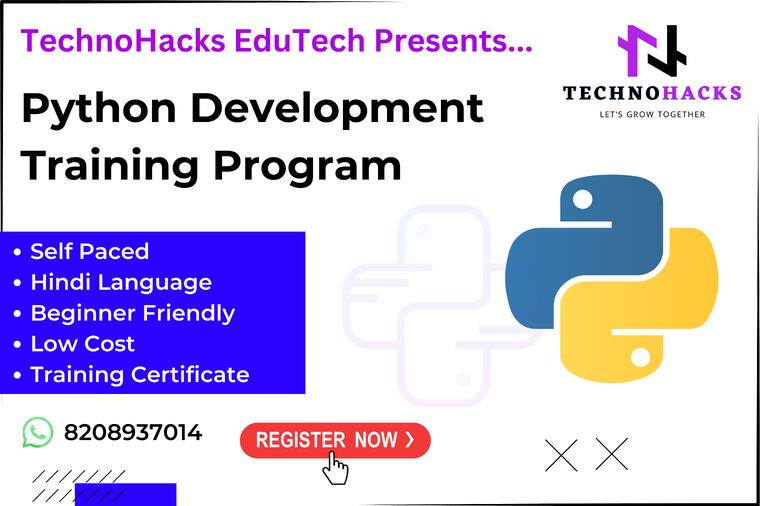 TechnoHacks EduTech Presents...
TECHNOHACKS
LET'S GROW TOGETHER
Python Development
Training Program
• Self Paced
• Hindi Language
• Beginner Friendly
• Low Cost
• Training Certificate
8208937014
REGISTER NOW ❯